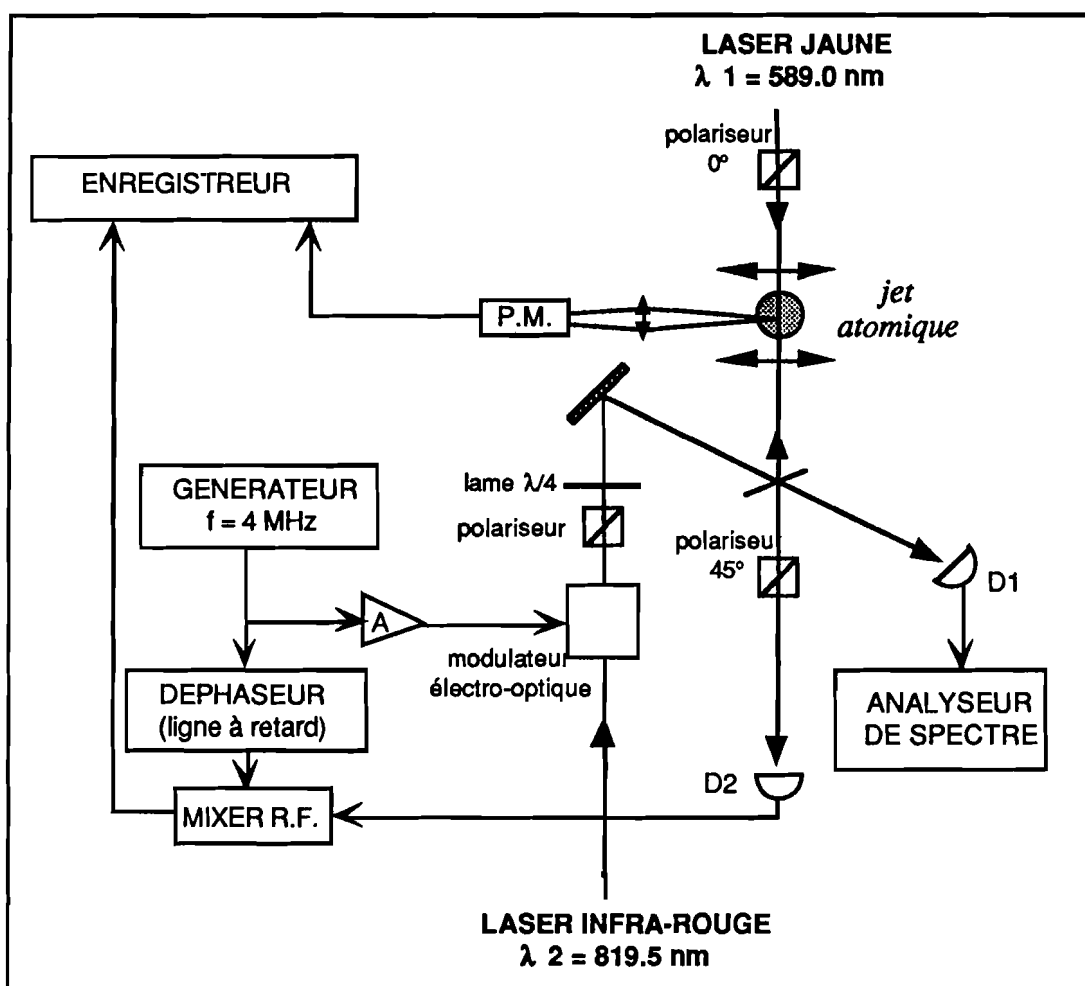 LASER JAUNE
λ 1 = 589.0 nm
polariseur
0°
ENREGISTREUR
P.M.
jet
atomique
lame λ/4
polariseur
GENERATEUR
f = 4 MHz
A
modulateur
électro-optique
polariseu
45°
D1
DEPHASEUR
(ligne à retard)
ANALYSEUR
DE SPECTRE
D2
MIXER R.F.
LASER INFRA-ROUGE
λ 2 = 819.5 nm